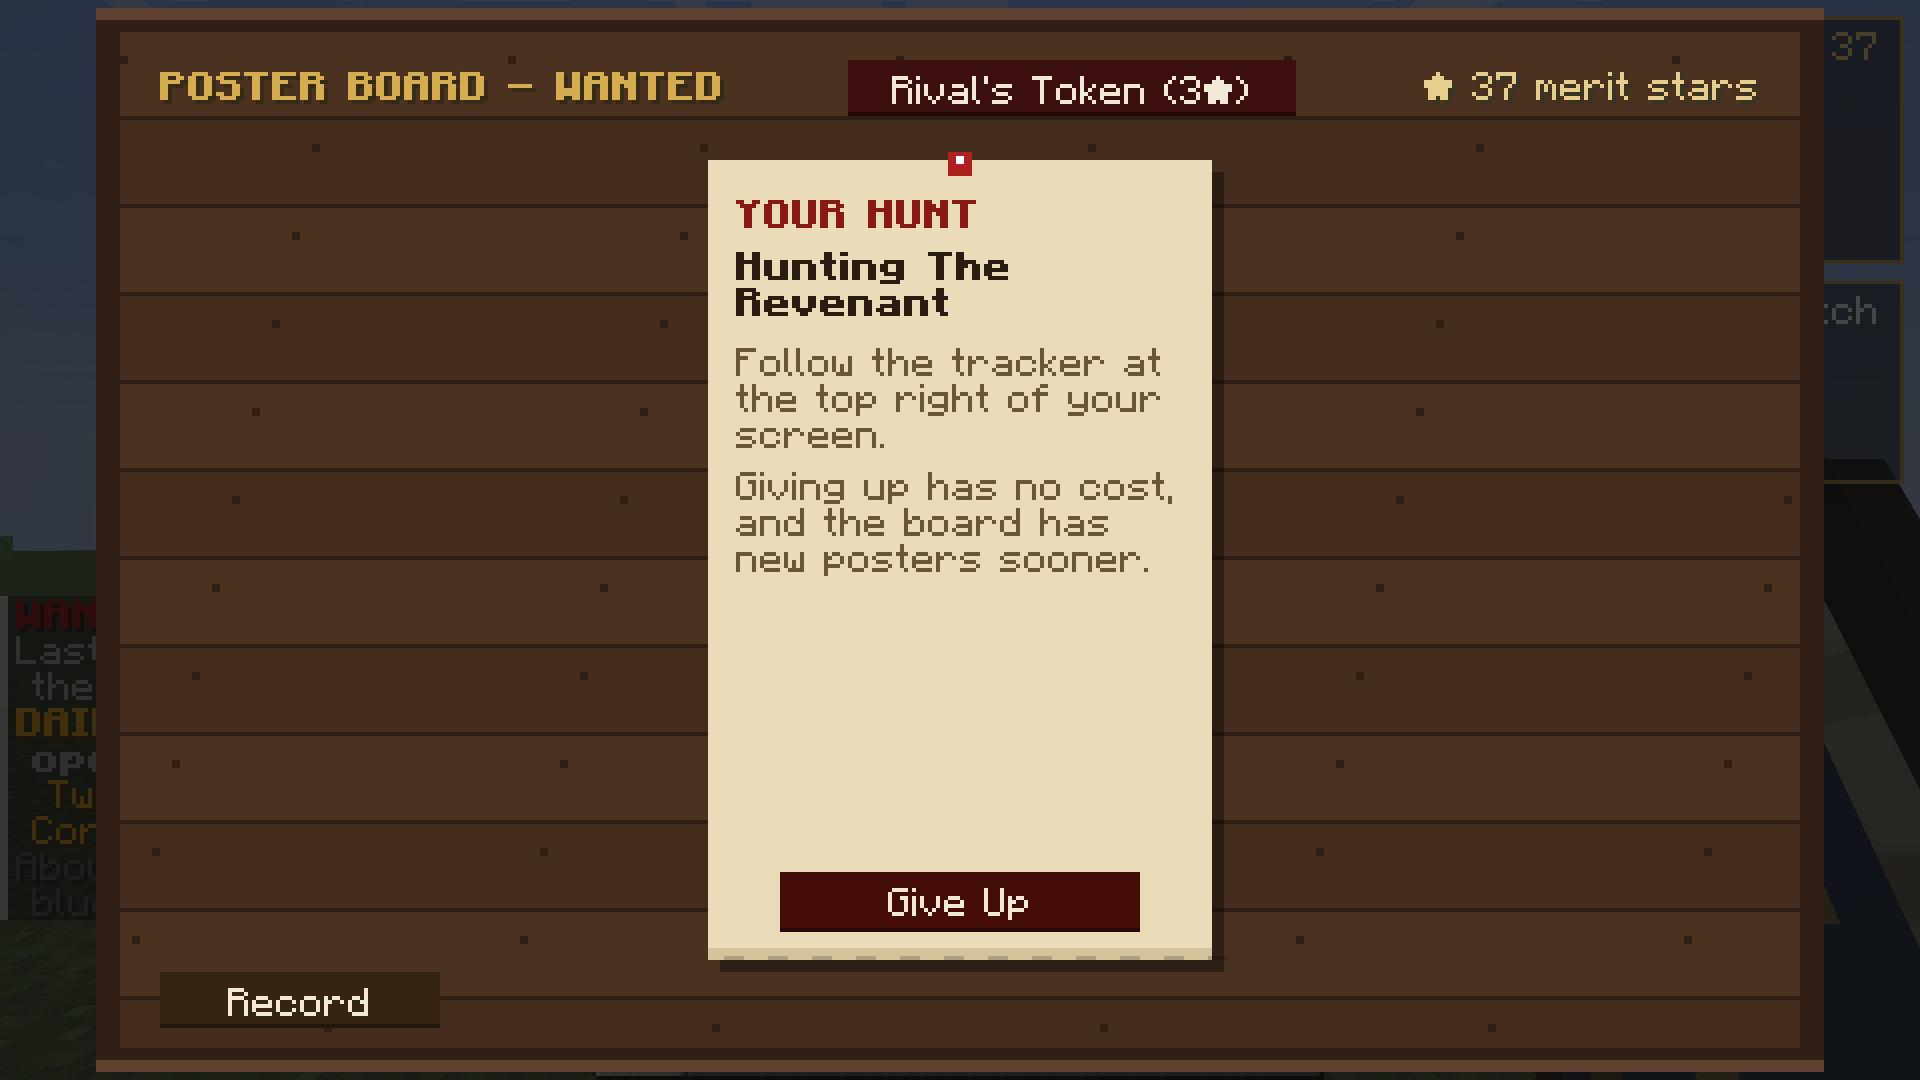 POSTER BOARD – WANTED
Rival's Token (3★)
★ 37 merit stars
37
YOUR HUNT
Hunting The
Revenant
Follow the tracker at
the top right of your
screen.
Giving up has no cost,
and the board has
new posters sooner.
Give Up
Record
the